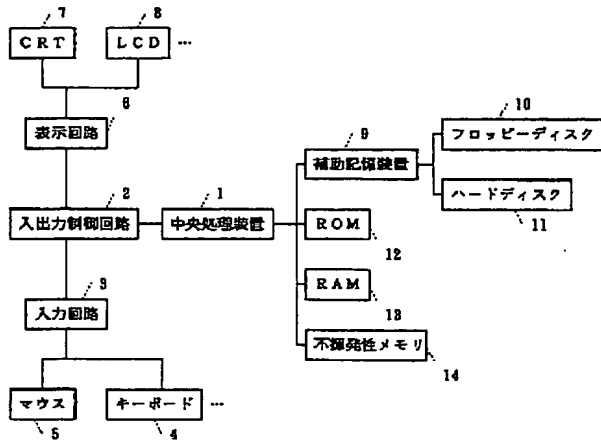 7
8
CRT
LCD
…
6
表示回路
10
9
フロッピーディスク
補助記憶装置
2
1
ハードディスク
11
入出力制御回路
中央処理装置
ROM
12
3
RAM
13
入力回路
不揮発性メモリ
14
マウス
キーボード
…
5
4